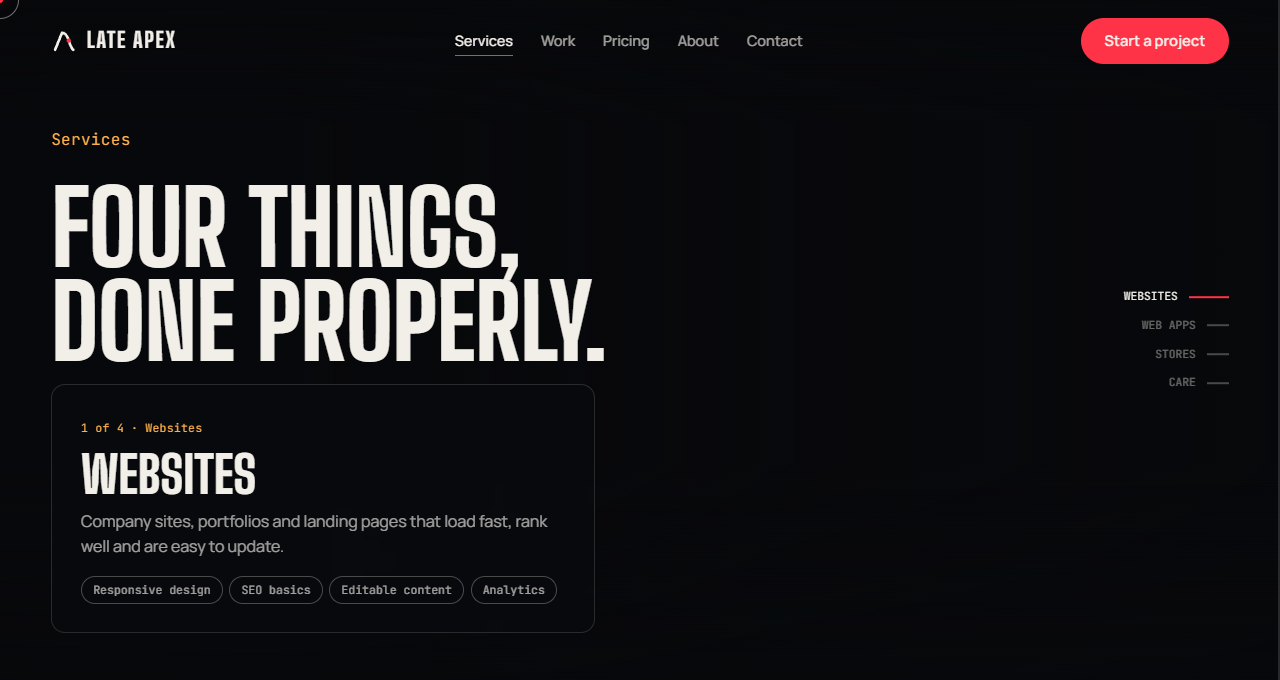 LATE APEX
Services
Work
Pricing
About
Contact
Start a project
Services
FOUR THINGS,
DONE PROPERLY.
WEBSITES
WEB APPS
STORES
CARE
1 of 4 · Websites
WEBSITES
Company sites, portfolios and landing pages that load fast, rank
well and are easy to update.
Responsive design
SEO basics
Editable content
Analytics